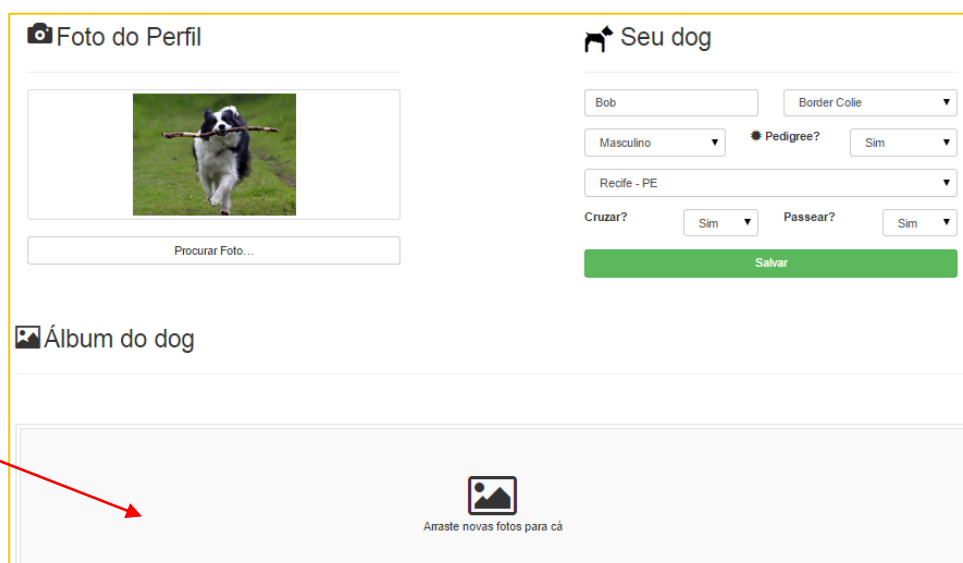 Foto do Perfil
Procurar Foto...
Seu dog
Bob
Border Colie
Masculino
Pedigree?
Sim
Recife - PE
Cruzar?
Sim
Passear?
Sim
Salvar
Álbum do dog
Arraste novas fotos para cá